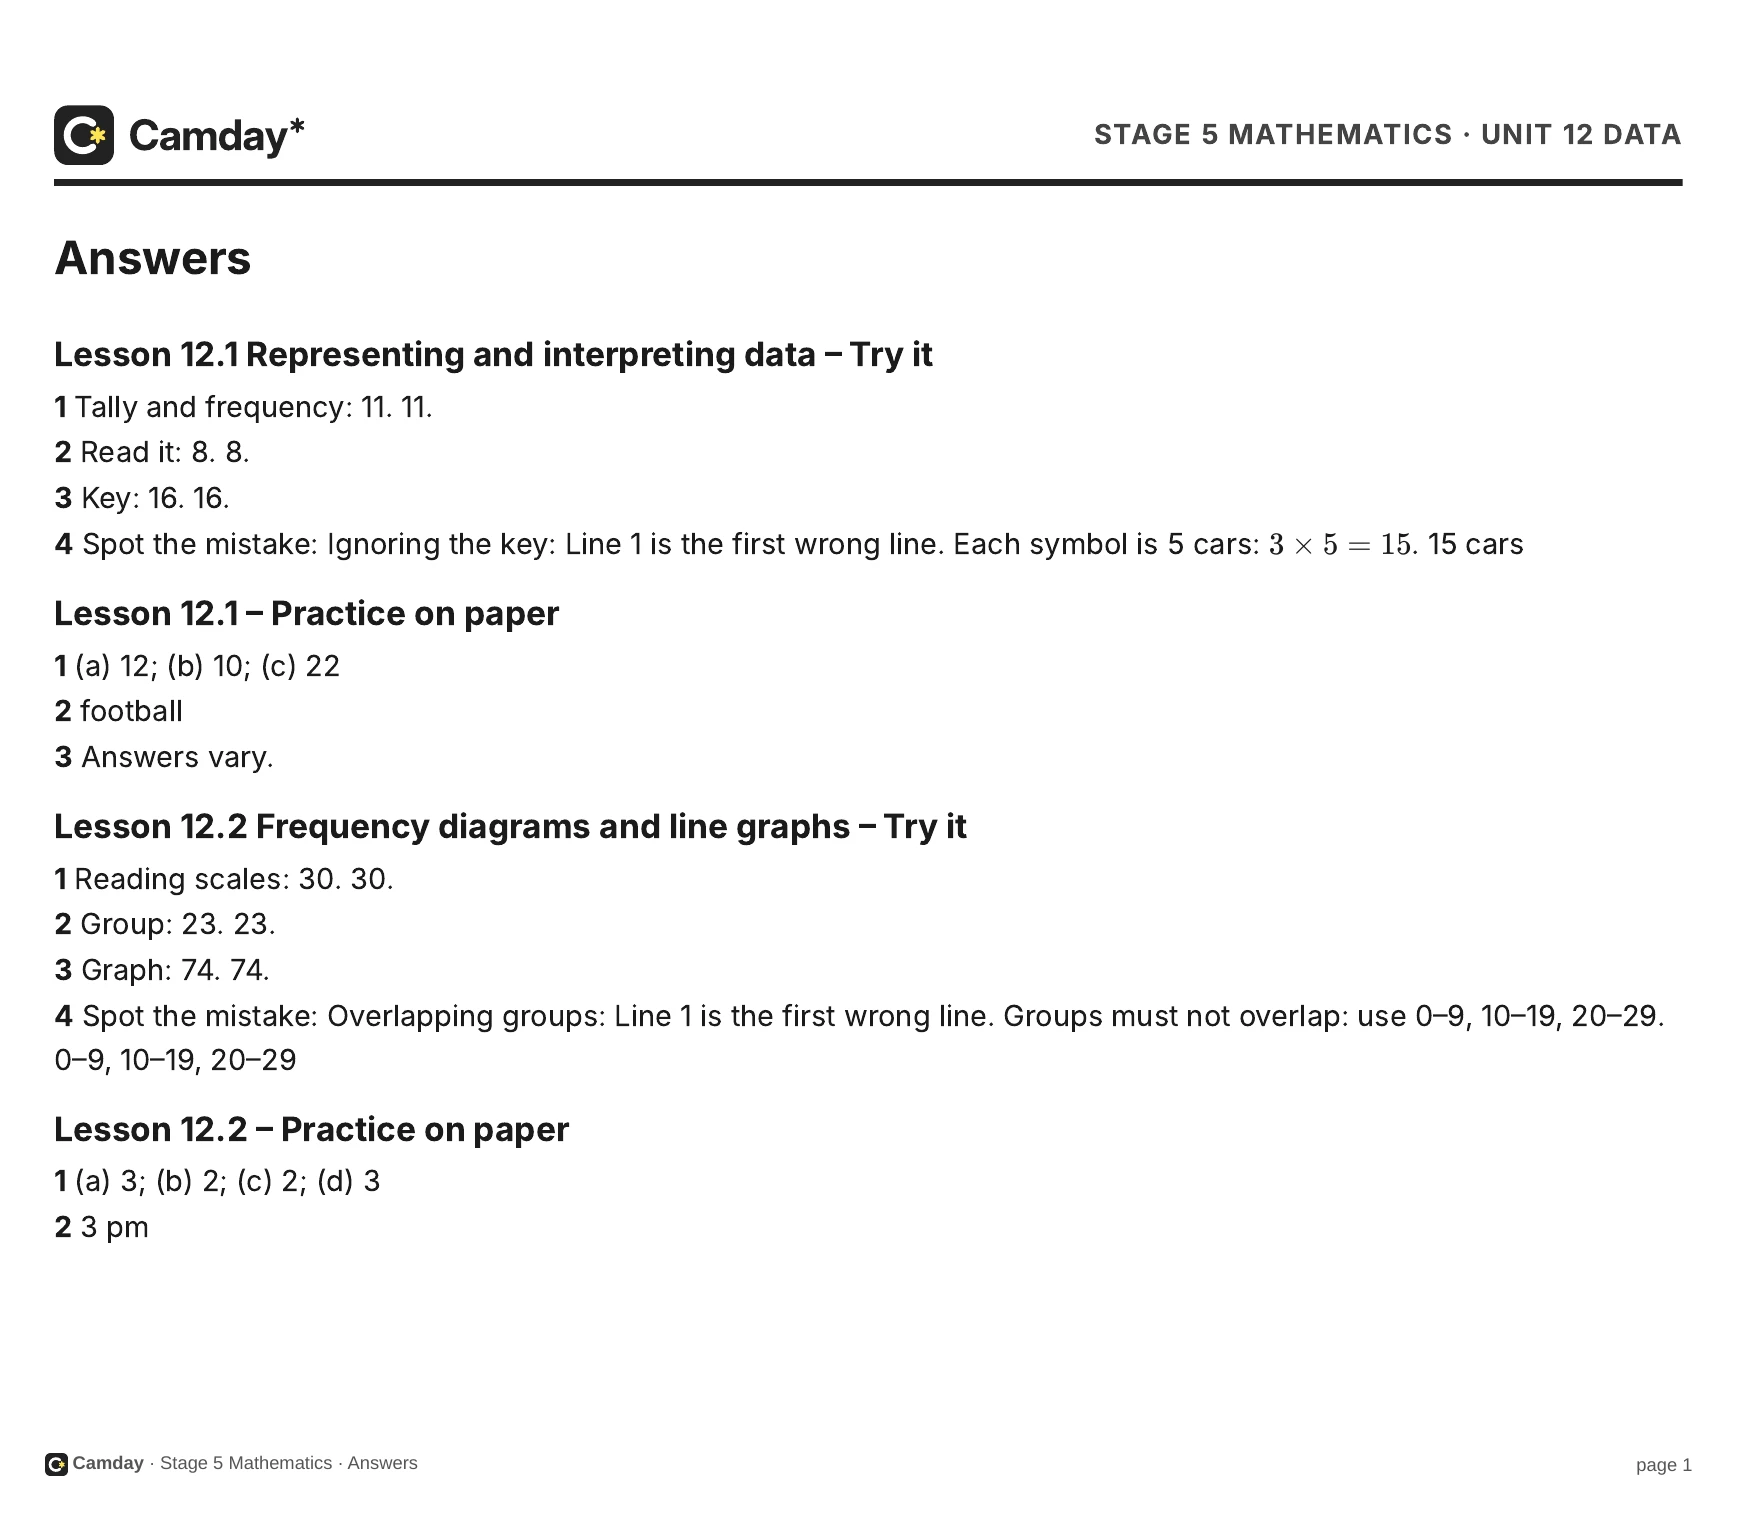 Camday*
STAGE 5 MATHEMATICS · UNIT 12 DATA
Answers
Lesson 12.1 Representing and interpreting data – Try it
1 Tally and frequency: 11. 11.
2 Read it: 8. 8.
3 Key: 16. 16.
4 Spot the mistake: Ignoring the key: Line 1 is the first wrong line. Each symbol is 5 cars: 3 × 5 = 15. 15 cars
Lesson 12.1 – Practice on paper
1 (a) 12; (b) 10; (c) 22
2 football
3 Answers vary.
Lesson 12.2 Frequency diagrams and line graphs – Try it
1 Reading scales: 30. 30.
2 Group: 23. 23.
3 Graph: 74. 74.
4 Spot the mistake: Overlapping groups: Line 1 is the first wrong line. Groups must not overlap: use 0–9, 10–19, 20–29.
0–9, 10–19, 20–29
Lesson 12.2 – Practice on paper
1 (a) 3; (b) 2; (c) 2; (d) 3
2 3 pm
Camday · Stage 5 Mathematics · Answers
page 1